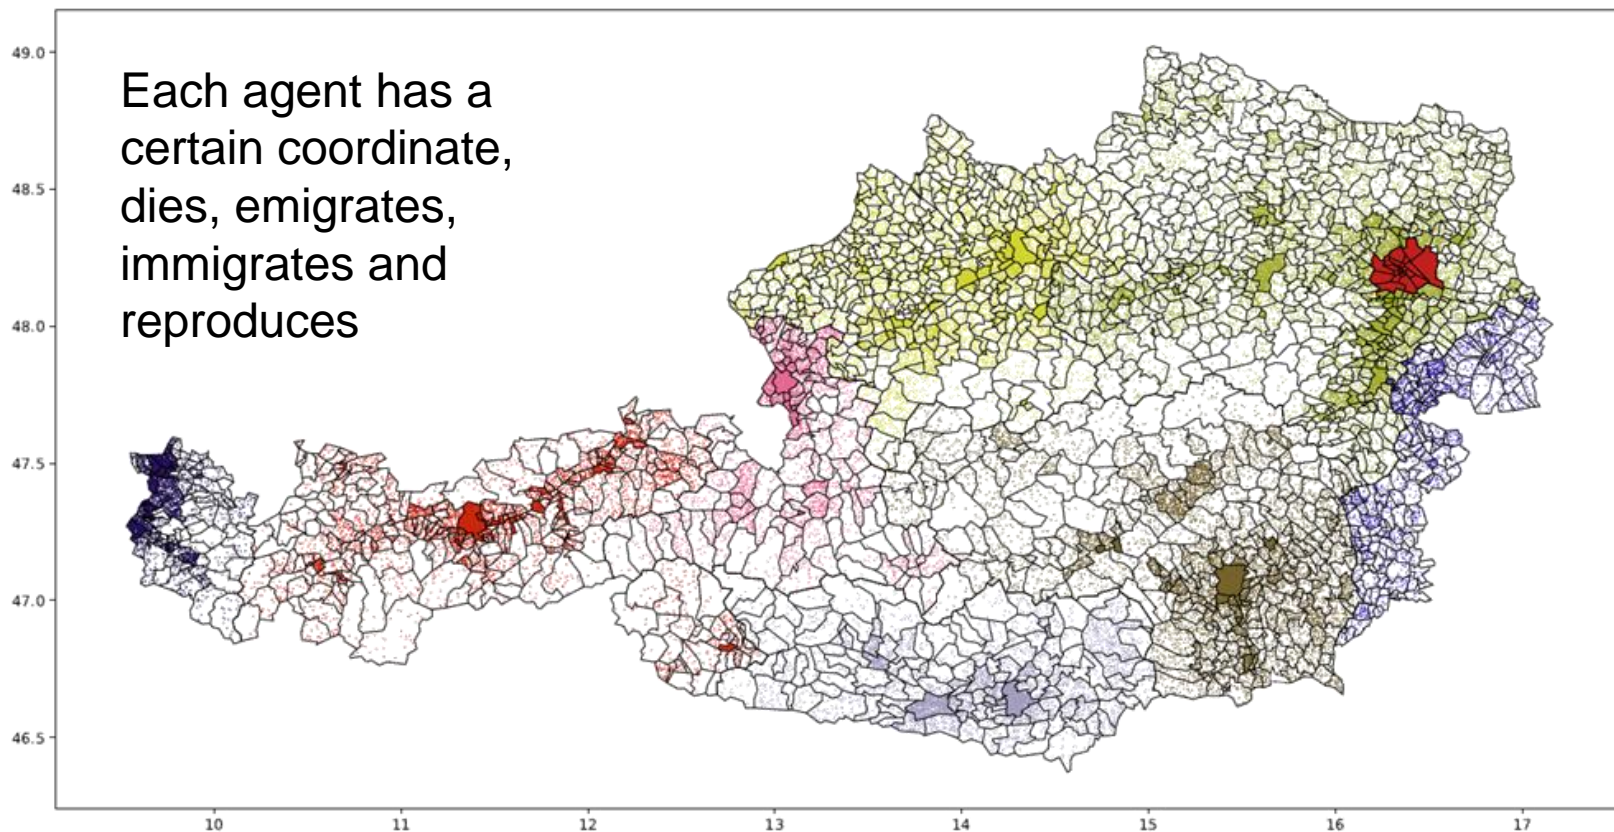 Each agent has a
certain coordinate,
dies, emigrates,
immigrates and
reproduces
49.0
48.5
48.0
47.5
47.0
46.5
10 11 12 13 14 15 16 17